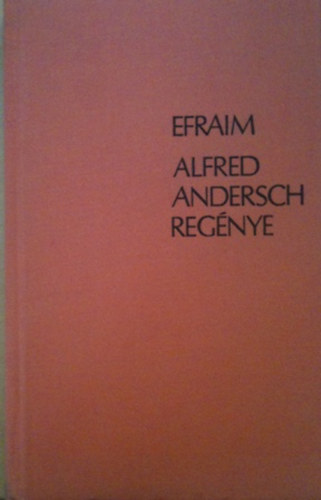 EFRAIM
ALFRED
ANDERSCH
REGÉNYE